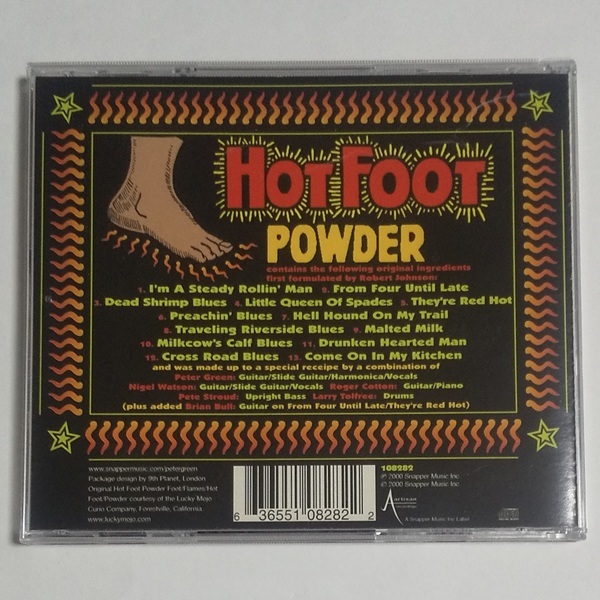 HOT FOOT
POWDER
contains the following original ingredients
first formulated by Robert Johnson:
1. I'm A Steady Rollin' Man 2. From Four Until Late
3. Dead Shrimp Blues 4. Little Queen Of Spades 5. They're Red Hot
6. Preachin' Blues 7. Hell Hound On My Trail
8. Traveling Riverside Blues 9. Malted Milk
10. Milkcow's Calf Blues 11. Drunken Hearted Man
12. Cross Road Blues 13. Come On In My Kitchen
and was made up to a special receipe by a combination of
Peter Green: Guitar/Slide Guitar/Harmonica/Vocals
Nigel Watson: Guitar/Slide Guitar/Vocals Roger Cotton: Guitar/Piano
Pete Stroud: Upright Bass Larry Tolfree: Drums
(plus added Brian Bull: Guitar on From Four Until Late/They're Red Hot)
www.snappermusic.com/petergreen
Package design by 9th Planet, London
Original Hot Foot Powder Foot/Flames/Hot
Foot/Powder courtesy of the Lucky Mojo
Curio Company, Forestville, California.
www.luckymojo.com
6 36551 08282 2
108282
℗ 2000 Snapper Music Inc
© 2000 Snapper Music Inc
A Snapper Music Inc Label